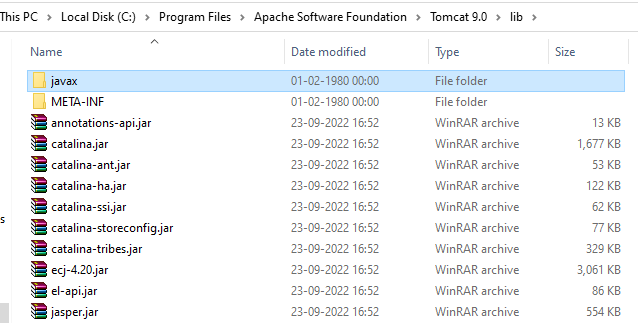 This PC > Local Disk (C:) > Program Files > Apache Software Foundation > Tomcat 9.0 > lib >
Name Date modified Type Size
javax 01-02-1980 00:00 File folder
META-INF 01-02-1980 00:00 File folder
annotations-api.jar 23-09-2022 16:52 WinRAR archive 13 KB
catalina.jar 23-09-2022 16:52 WinRAR archive 1,677 KB
catalina-ant.jar 23-09-2022 16:52 WinRAR archive 53 KB
catalina-ha.jar 23-09-2022 16:52 WinRAR archive 122 KB
catalina-ssi.jar 23-09-2022 16:52 WinRAR archive 62 KB
s
catalina-storeconfig.jar 23-09-2022 16:52 WinRAR archive 77 KB
catalina-tribes.jar 23-09-2022 16:52 WinRAR archive 329 KB
ecj-4.20.jar 23-09-2022 16:52 WinRAR archive 3,061 KB
el-api.jar 23-09-2022 16:52 WinRAR archive 86 KB
jasper.jar 23-09-2022 16:52 WinRAR archive 554 KB